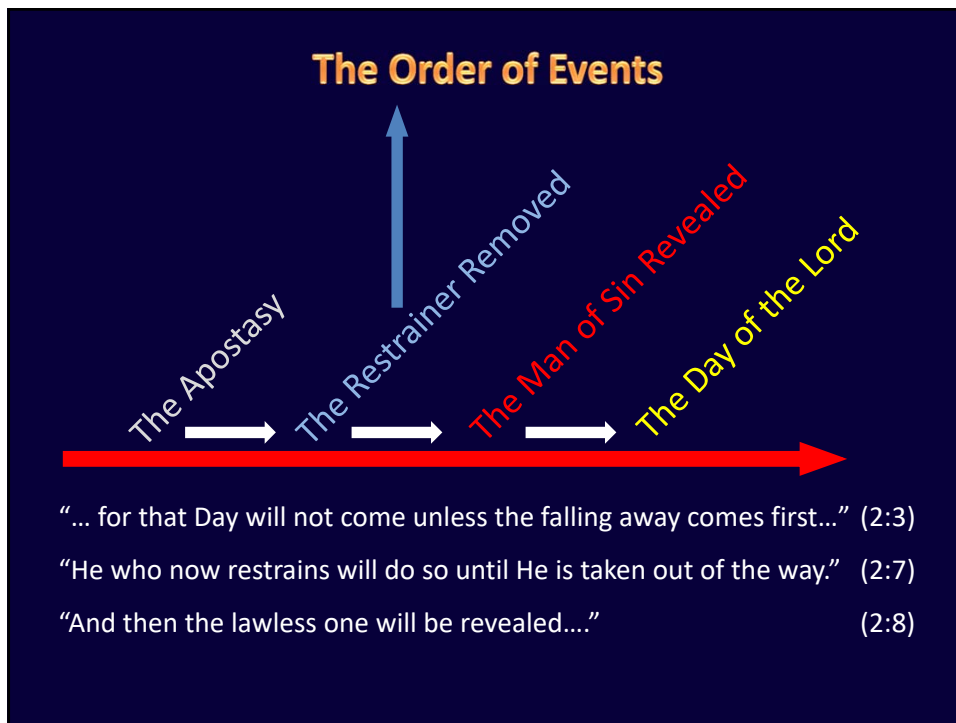 The Order of Events
The Apostasy
The Restrainer Removed
The Man of Sin Revealed
The Day of the Lord
“… for that Day will not come unless the falling away comes first…” (2:3)
“He who now restrains will do so until He is taken out of the way.” (2:7)
“And then the lawless one will be revealed….” (2:8)